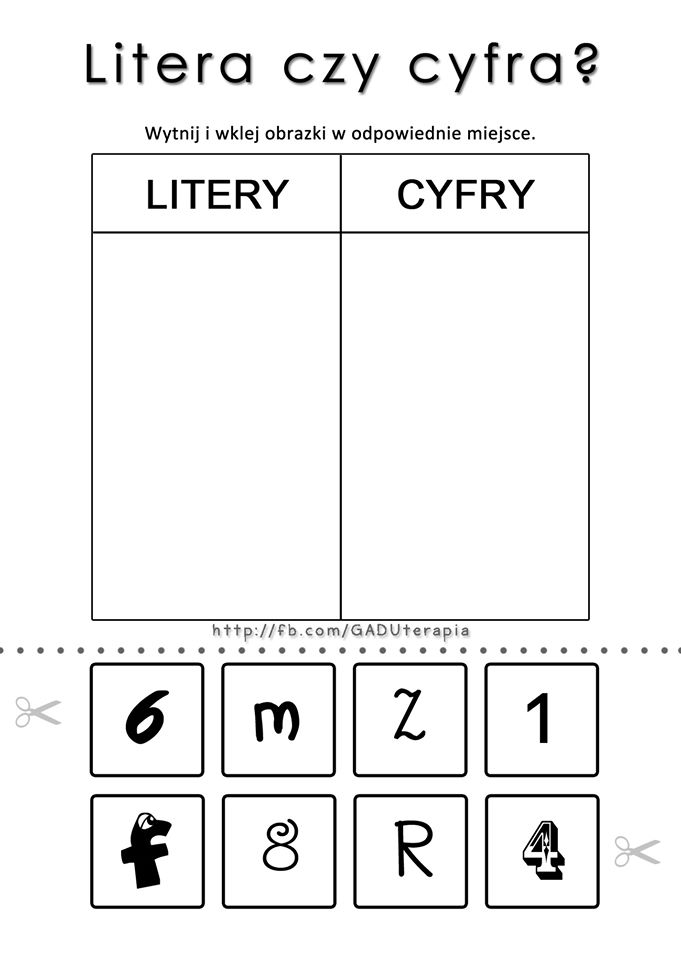 Litera czy cyfra?
Wytnij i wklej obrazki w odpowiednie miejsce.
LITERY CYFRY
http://fb.com/GADUterapia
6 m z 1
f 8 R 4